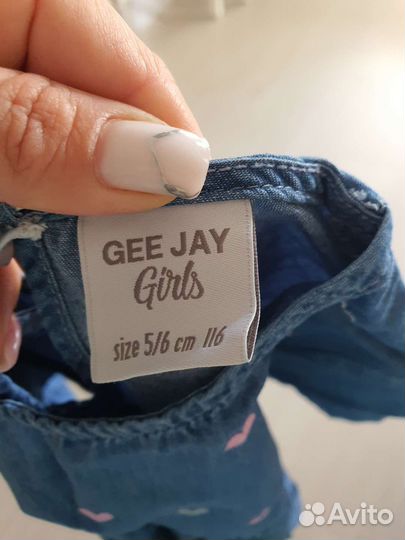 GEE JAY
Girls
size 5/6 cm 116
Avito